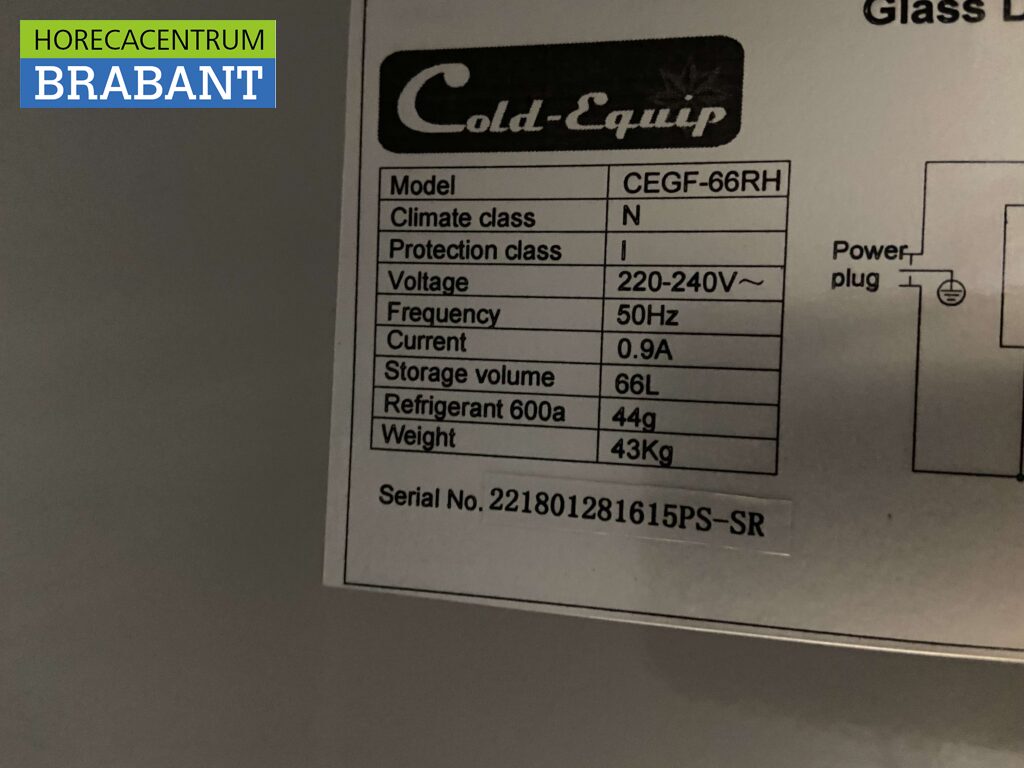 HORECACENTRUM
BRABANT
Glass
Cold-Equip
Model CEGF-66RH
Climate class N
Protection class I
Voltage 220-240V～
Frequency 50Hz
Current 0.9A
Storage volume 66L
Refrigerant 600a 44g
Weight 43Kg
Serial No. 221801281615PS-SR
Power
plug